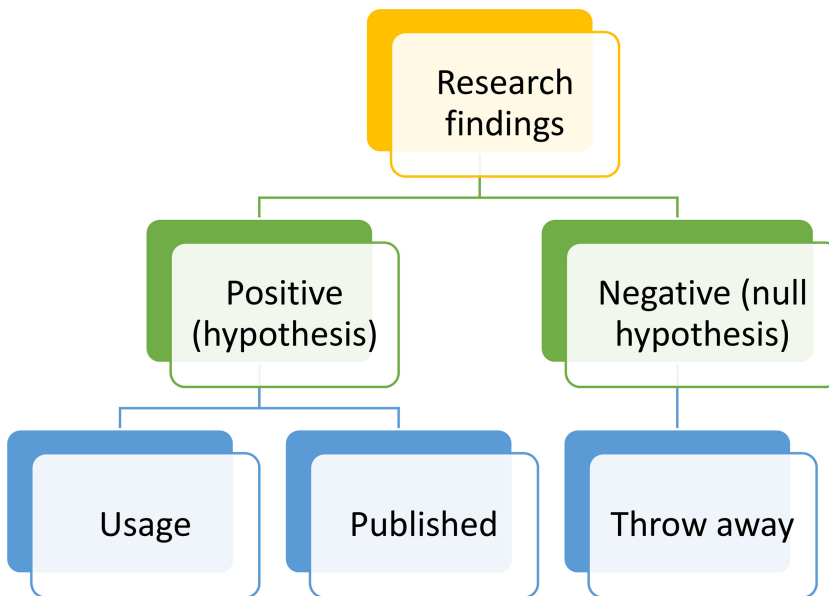 Research
findings
Positive
(hypothesis)
Negative (null
hypothesis)
Usage
Published
Throw away